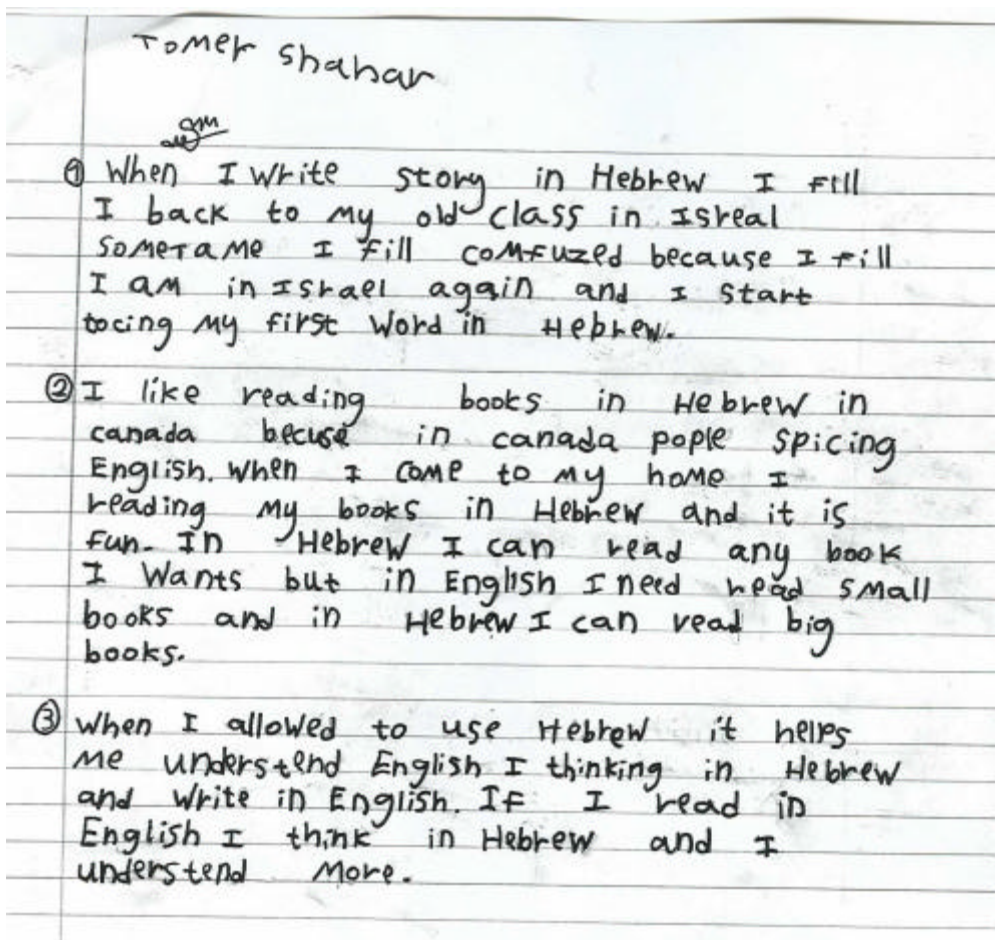 Tomer Shahar
① When I write story in Hebrew I fill
I back to my old class in Isreal
sometame I fill comfuzed because I fill
I am in Israel again and I start
tocing my first word in Hebrew.
② I like reading books in Hebrew in
canada becuse in canada pople spicing
English. when I come to my home I
reading my books in Hebrew and it is
fun. In Hebrew I can read any book
I wants but in English I need read small
books and in Hebrew I can read big
books.
③ When I allowed to use Hebrew it helps
me understend English I thinking in Hebrew
and write in English. If I read in
English I think in Hebrew and I
understend more.